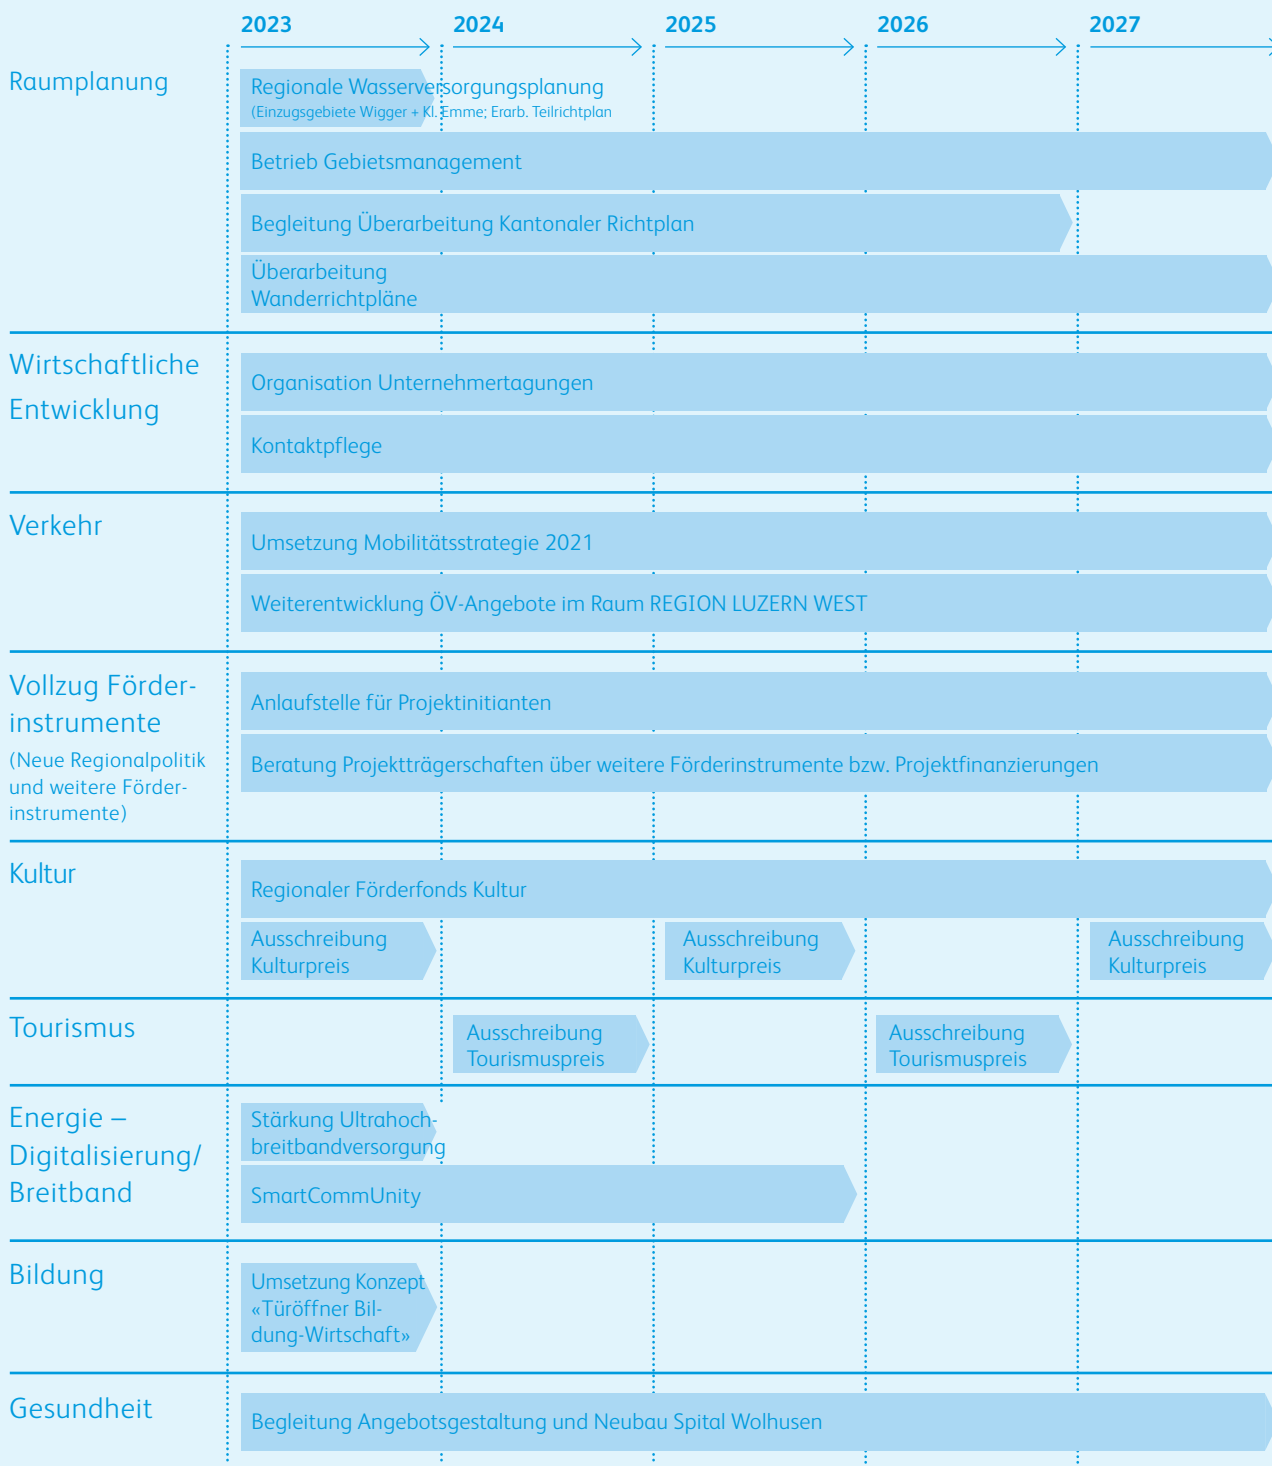 2023 2024 2025 2026 2027
Raumplanung
Regionale Wasserversorgungsplanung
(Einzugsgebiete Wigger + Kl. Emme; Erarb. Teilrichtplan
Betrieb Gebietsmanagement
Begleitung Überarbeitung Kantonaler Richtplan
Überarbeitung
Wanderrichtpläne
Wirtschaftliche
Entwicklung
Organisation Unternehmertagungen
Kontaktpflege
Verkehr
Umsetzung Mobilitätsstrategie 2021
Weiterentwicklung ÖV-Angebote im Raum REGION LUZERN WEST
Vollzug Förder-
instrumente
(Neue Regionalpolitik
und weitere Förder-
instrumente)
Anlaufstelle für Projektinitianten
Beratung Projektträgerschaften über weitere Förderinstrumente bzw. Projektfinanzierungen
Kultur
Regionaler Förderfonds Kultur
Ausschreibung
Kulturpreis
Ausschreibung
Kulturpreis
Ausschreibung
Kulturpreis
Tourismus
Ausschreibung
Tourismuspreis
Ausschreibung
Tourismuspreis
Energie –
Digitalisierung/
Breitband
Stärkung Ultrahoch-
breitbandversorgung
SmartCommUnity
Bildung
Umsetzung Konzept
«Türöffner Bil-
dung-Wirtschaft»
Gesundheit
Begleitung Angebotsgestaltung und Neubau Spital Wolhusen